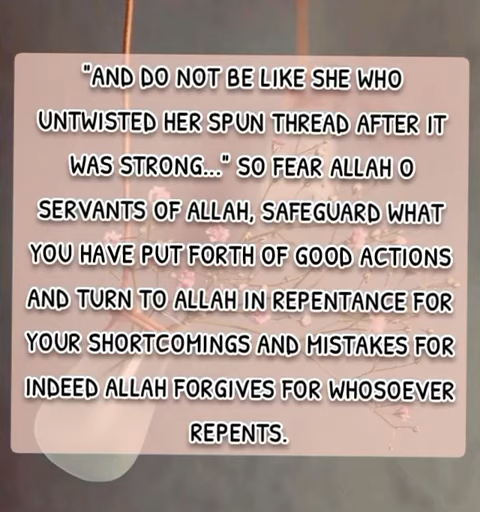 "AND DO NOT BE LIKE SHE WHO
UNTWISTED HER SPUN THREAD AFTER IT
WAS STRONG..." SO FEAR ALLAH O
SERVANTS OF ALLAH, SAFEGUARD WHAT
YOU HAVE PUT FORTH OF GOOD ACTIONS
AND TURN TO ALLAH IN REPENTANCE FOR
YOUR SHORTCOMINGS AND MISTAKES FOR
INDEED ALLAH FORGIVES FOR WHOSOEVER
REPENTS.